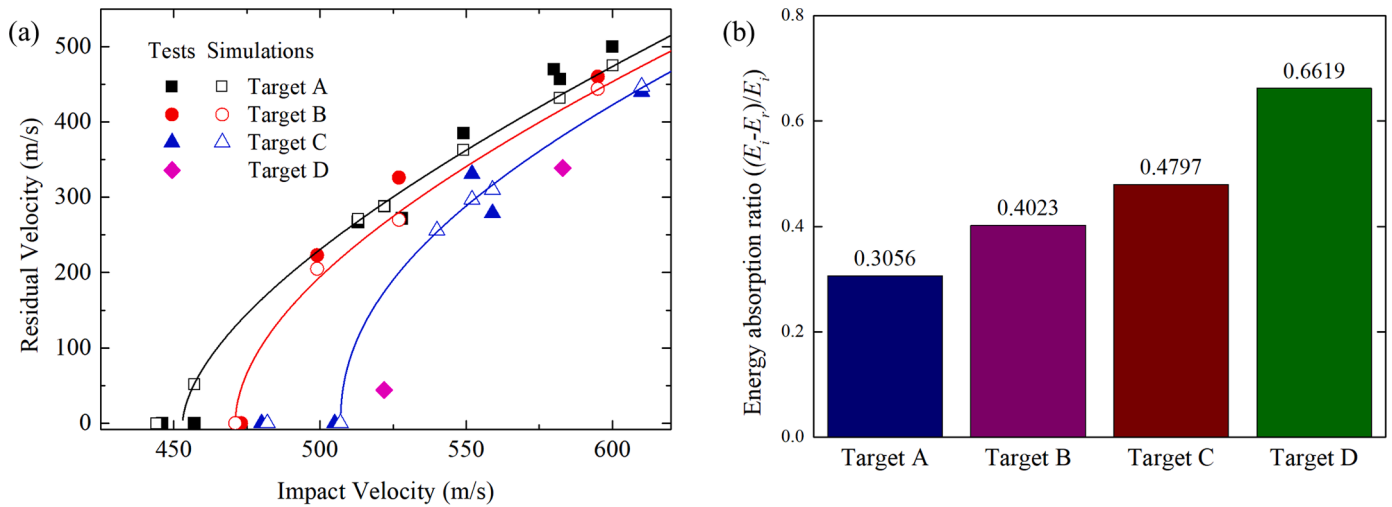 (a)
Residual Velocity (m/s)
500
400
300
200
100
0
Tests Simulations
Target A
Target B
Target C
Target D
450 500 550 600
Impact Velocity (m/s)
(b)
Energy absorption ratio ((Ei-Er)/Ei)
0.8
0.6
0.4
0.2
0.0
0.3056
0.4023
0.4797
0.6619
Target A Target B Target C Target D